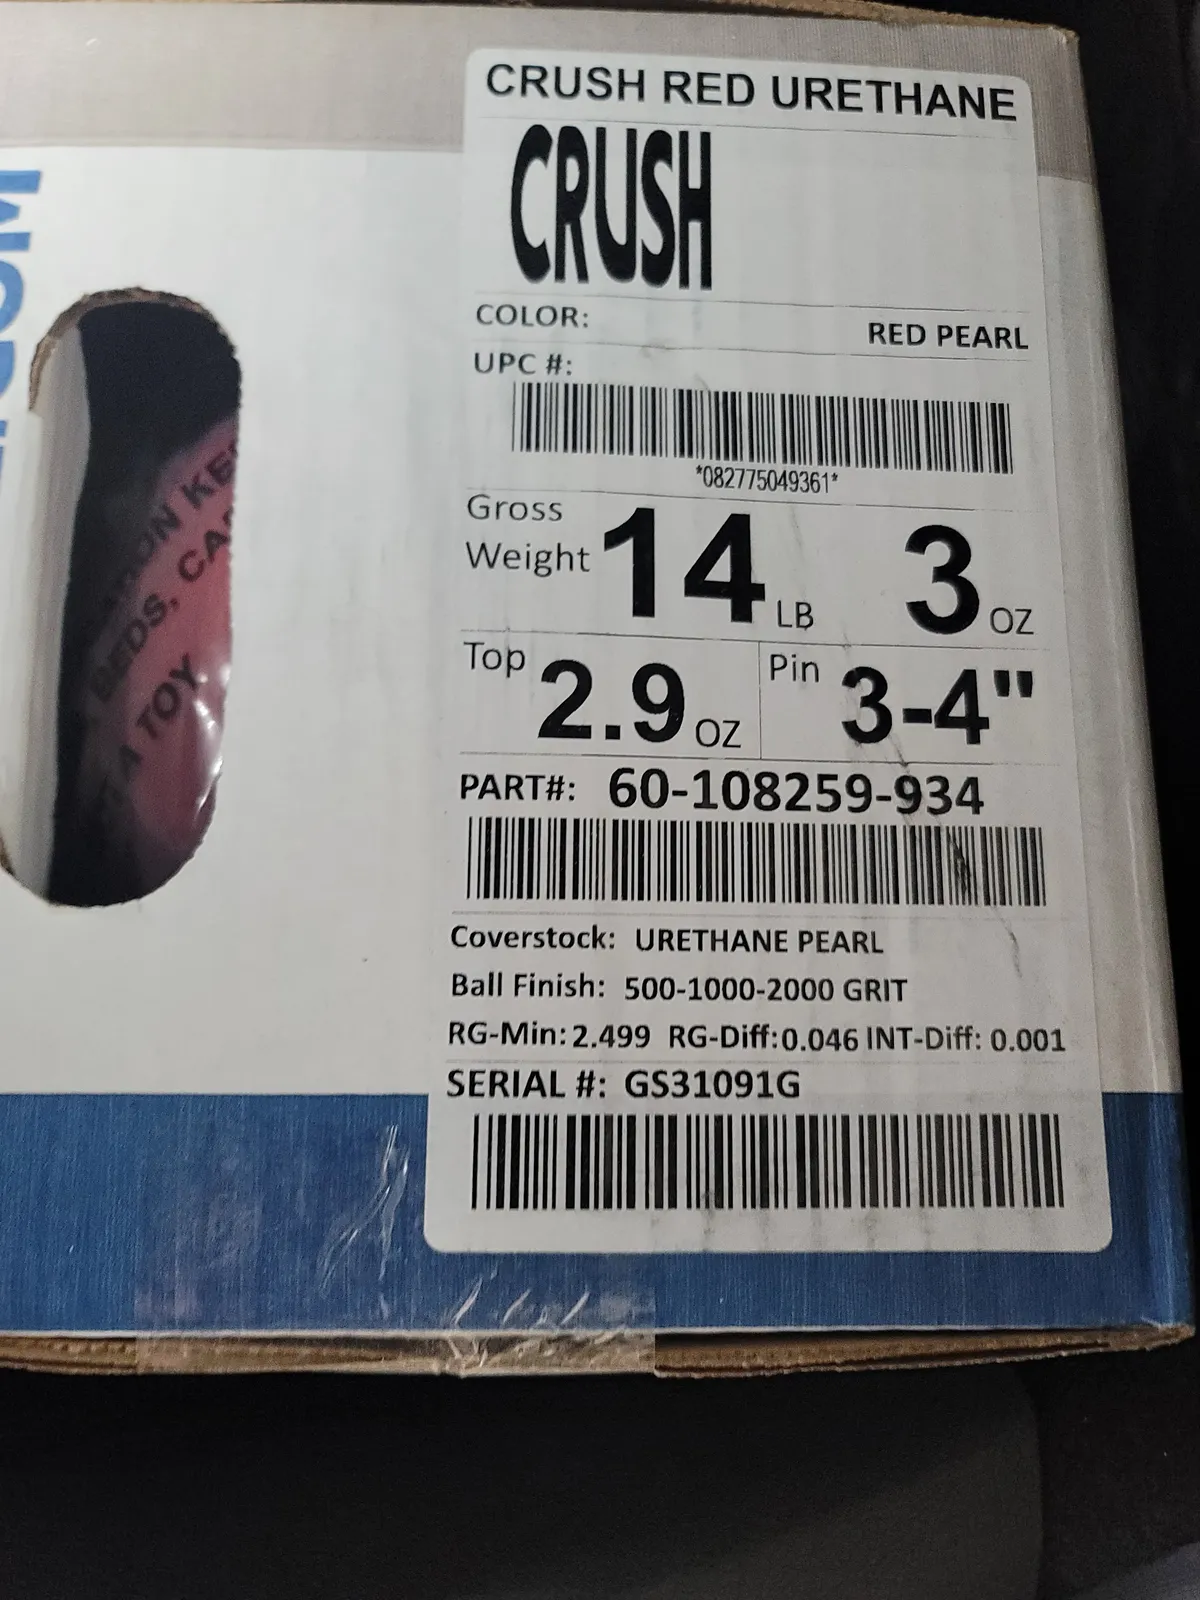 CRUSH RED URETHANE
CRUSH
COLOR: RED PEARL
UPC #:
*082775049361*
Gross Weight 14 LB 3 OZ
Top 2.9 OZ Pin 3-4"
PART#: 60-108259-934
Coverstock: URETHANE PEARL
Ball Finish: 500-1000-2000 GRIT
RG-Min: 2.499 RG-Diff: 0.046 INT-Diff: 0.001
SERIAL #: GS31091G
A TOY